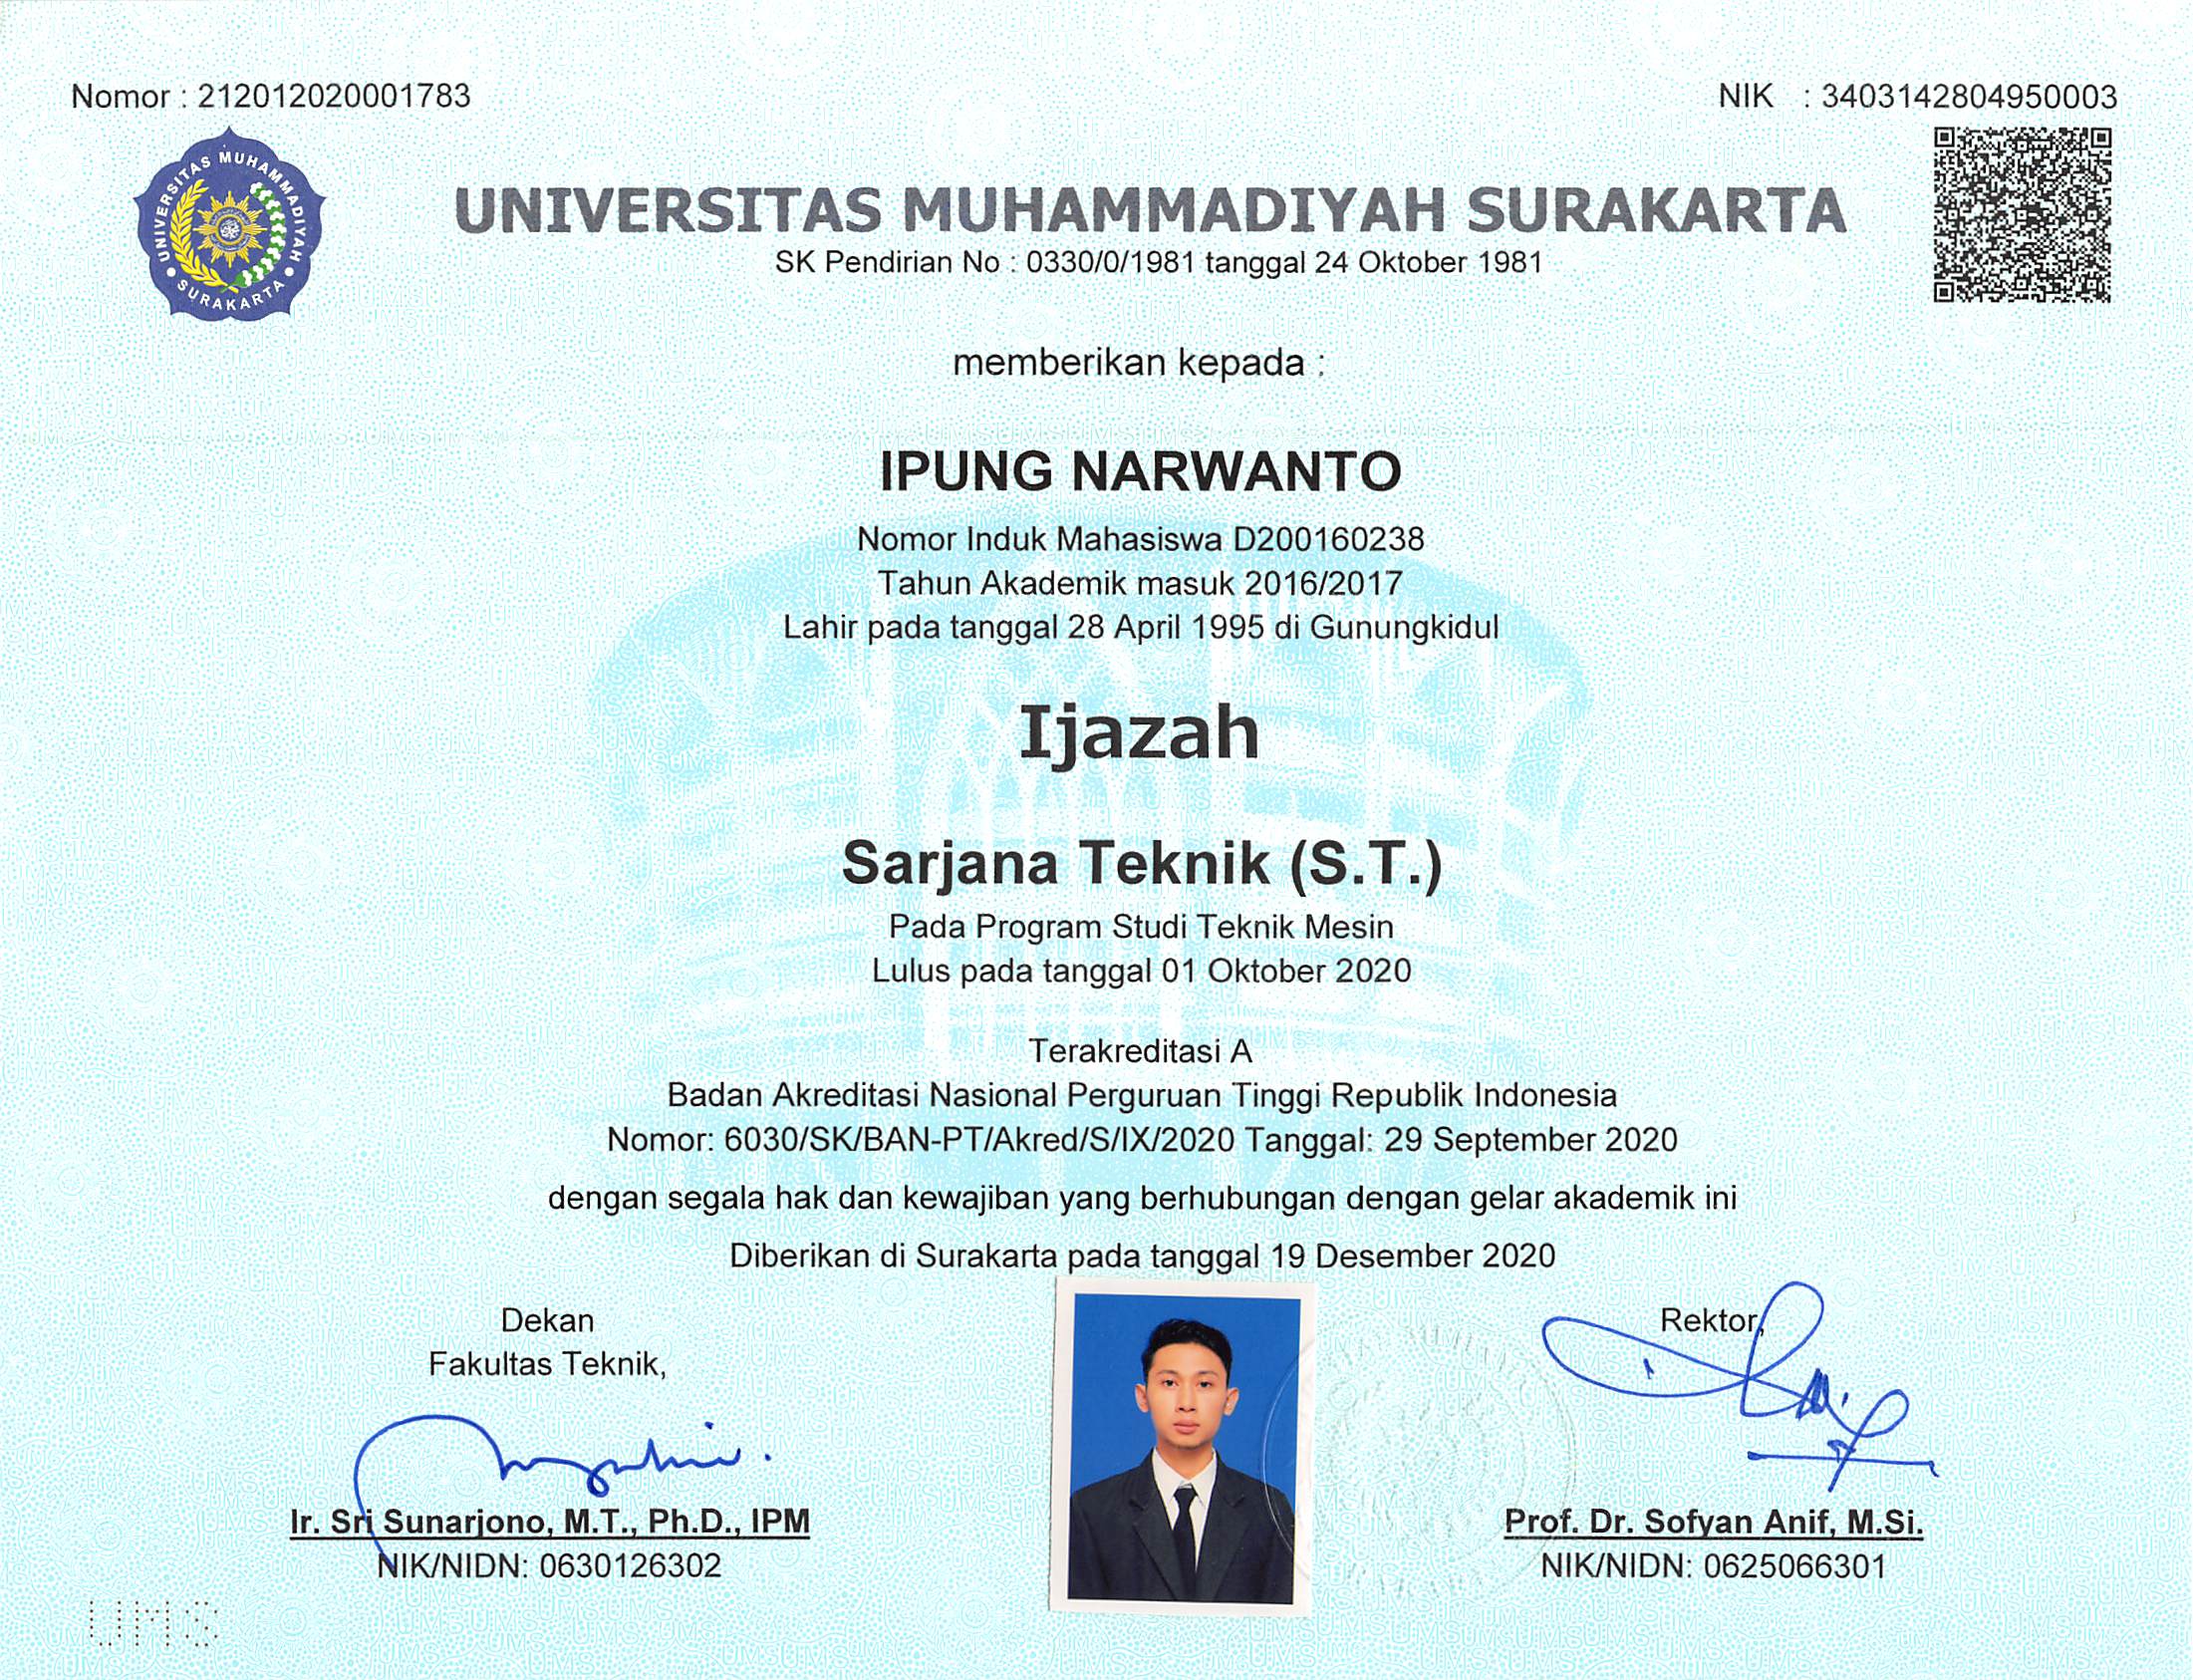 Nomor : 212012020001783
NIK : 3403142804950003
UNIVERSITAS MUHAMMADIYAH SURAKARTA
UNIVERSITAS MUHAMMADIYAH SURAKARTA
SK Pendirian No : 0330/0/1981 tanggal 24 Oktober 1981
memberikan kepada :
IPUNG NARWANTO
Nomor Induk Mahasiswa D200160238
Tahun Akademik masuk 2016/2017
Lahir pada tanggal 28 April 1995 di Gunungkidul
Ijazah
Sarjana Teknik (S.T.)
Pada Program Studi Teknik Mesin
Lulus pada tanggal 01 Oktober 2020
Terakreditasi A
Badan Akreditasi Nasional Perguruan Tinggi Republik Indonesia
Nomor: 6030/SK/BAN-PT/Akred/S/IX/2020 Tanggal: 29 September 2020
dengan segala hak dan kewajiban yang berhubungan dengan gelar akademik ini
Diberikan di Surakarta pada tanggal 19 Desember 2020
Dekan
Fakultas Teknik,
Ir. Sri Sunarjono, M.T., Ph.D., IPM
NIK/NIDN: 0630126302
Rektor,
Prof. Dr. Sofyan Anif, M.Si.
NIK/NIDN: 0625066301
UMS